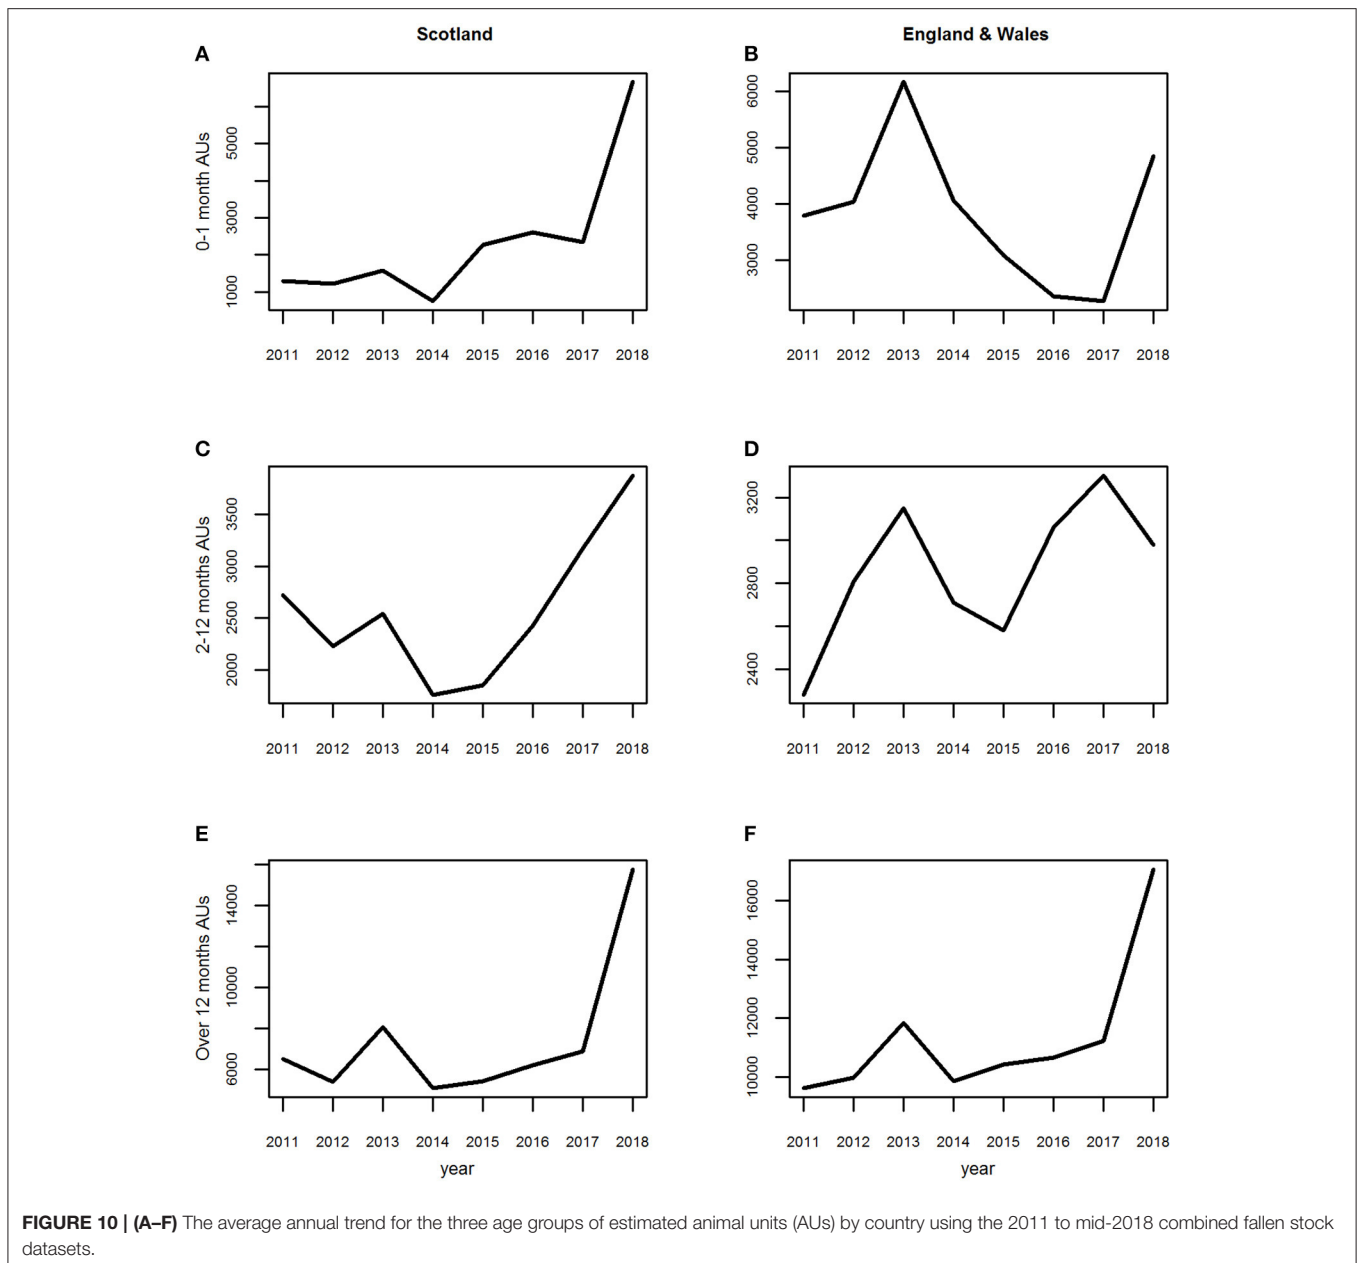 Scotland
England & Wales
A
B
0-1 month AUs
1000 3000 5000
3000 4000 5000 6000
2011 2012 2013 2014 2015 2016 2017 2018
2011 2012 2013 2014 2015 2016 2017 2018
C
D
2-12 months AUs
2000 2500 3000 3500
2400 2800 3200
2011 2012 2013 2014 2015 2016 2017 2018
2011 2012 2013 2014 2015 2016 2017 2018
E
F
Over 12 months AUs
6000 10000 14000
10000 12000 14000 16000
2011 2012 2013 2014 2015 2016 2017 2018
2011 2012 2013 2014 2015 2016 2017 2018
year
year
FIGURE 10 | (A–F) The average annual trend for the three age groups of estimated animal units (AUs) by country using the 2011 to mid-2018 combined fallen stock
datasets.